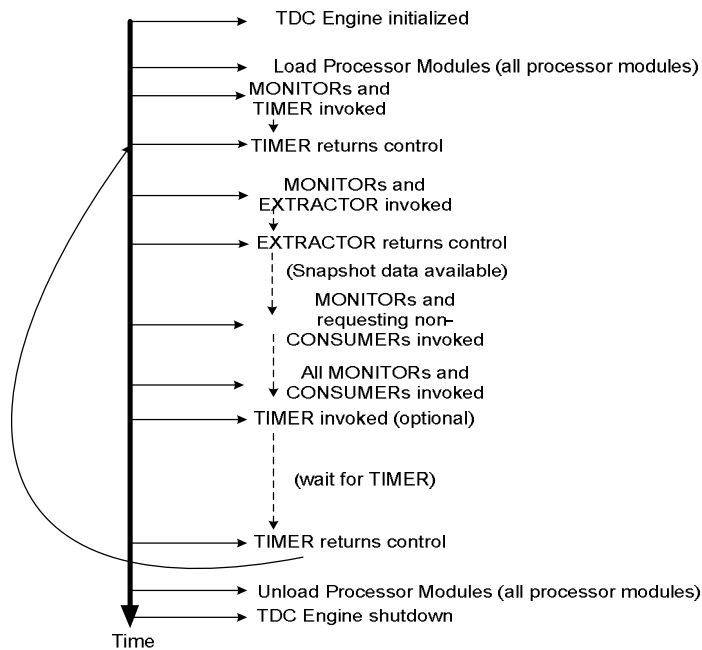 TDC Engine initialized
Load Processor Modules (all processor modules)
MONITORs and
TIMER invoked
TIMER returns control
MONITORs and
EXTRACTOR invoked
EXTRACTOR returns control
(Snapshot data available)
MONITORs and
requesting non-
CONSUMERs invoked
All MONITORs and
CONSUMERs invoked
TIMER invoked (optional)
(wait for TIMER)
TIMER returns control
Unload Processor Modules (all processor modules)
TDC Engine shutdown
Time